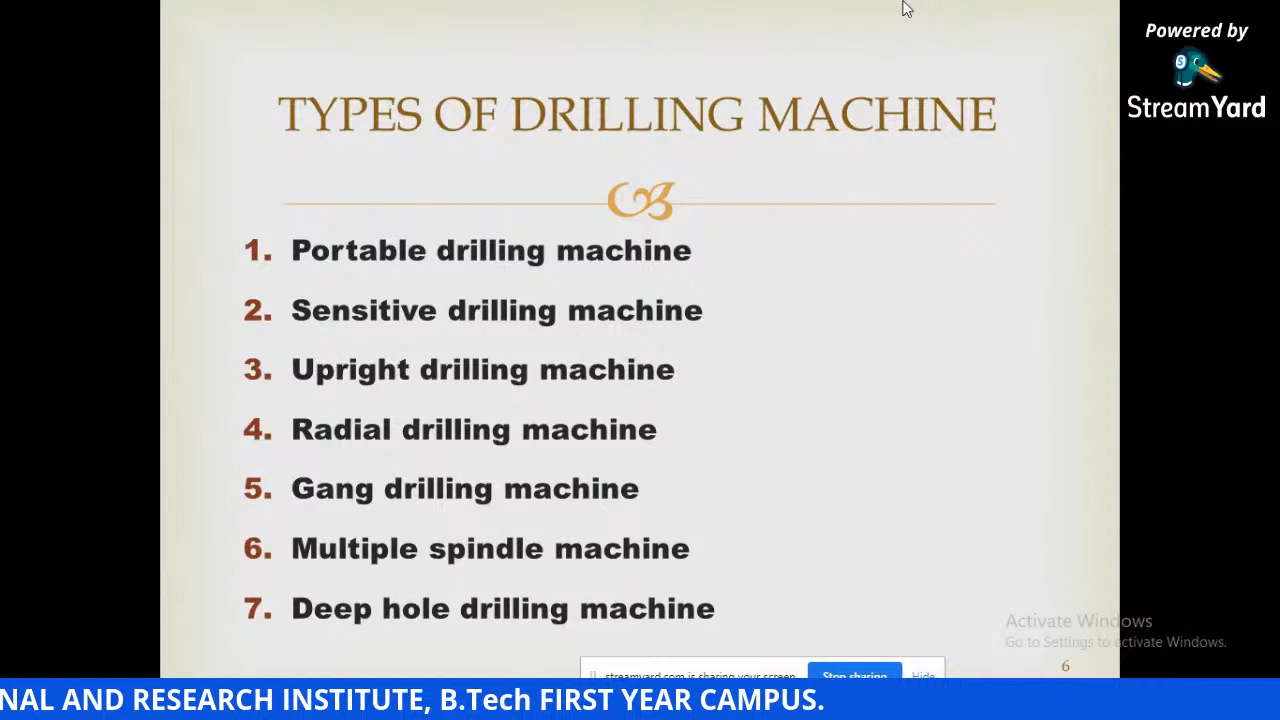 Powered by
StreamYard
TYPES OF DRILLING MACHINE
1. Portable drilling machine
2. Sensitive drilling machine
3. Upright drilling machine
4. Radial drilling machine
5. Gang drilling machine
6. Multiple spindle machine
7. Deep hole drilling machine
Activate Windows
Go to Settings to activate Windows.
6
streamyard.com is sharing your screen. Stop sharing Hide
NAL AND RESEARCH INSTITUTE, B.Tech FIRST YEAR CAMPUS.